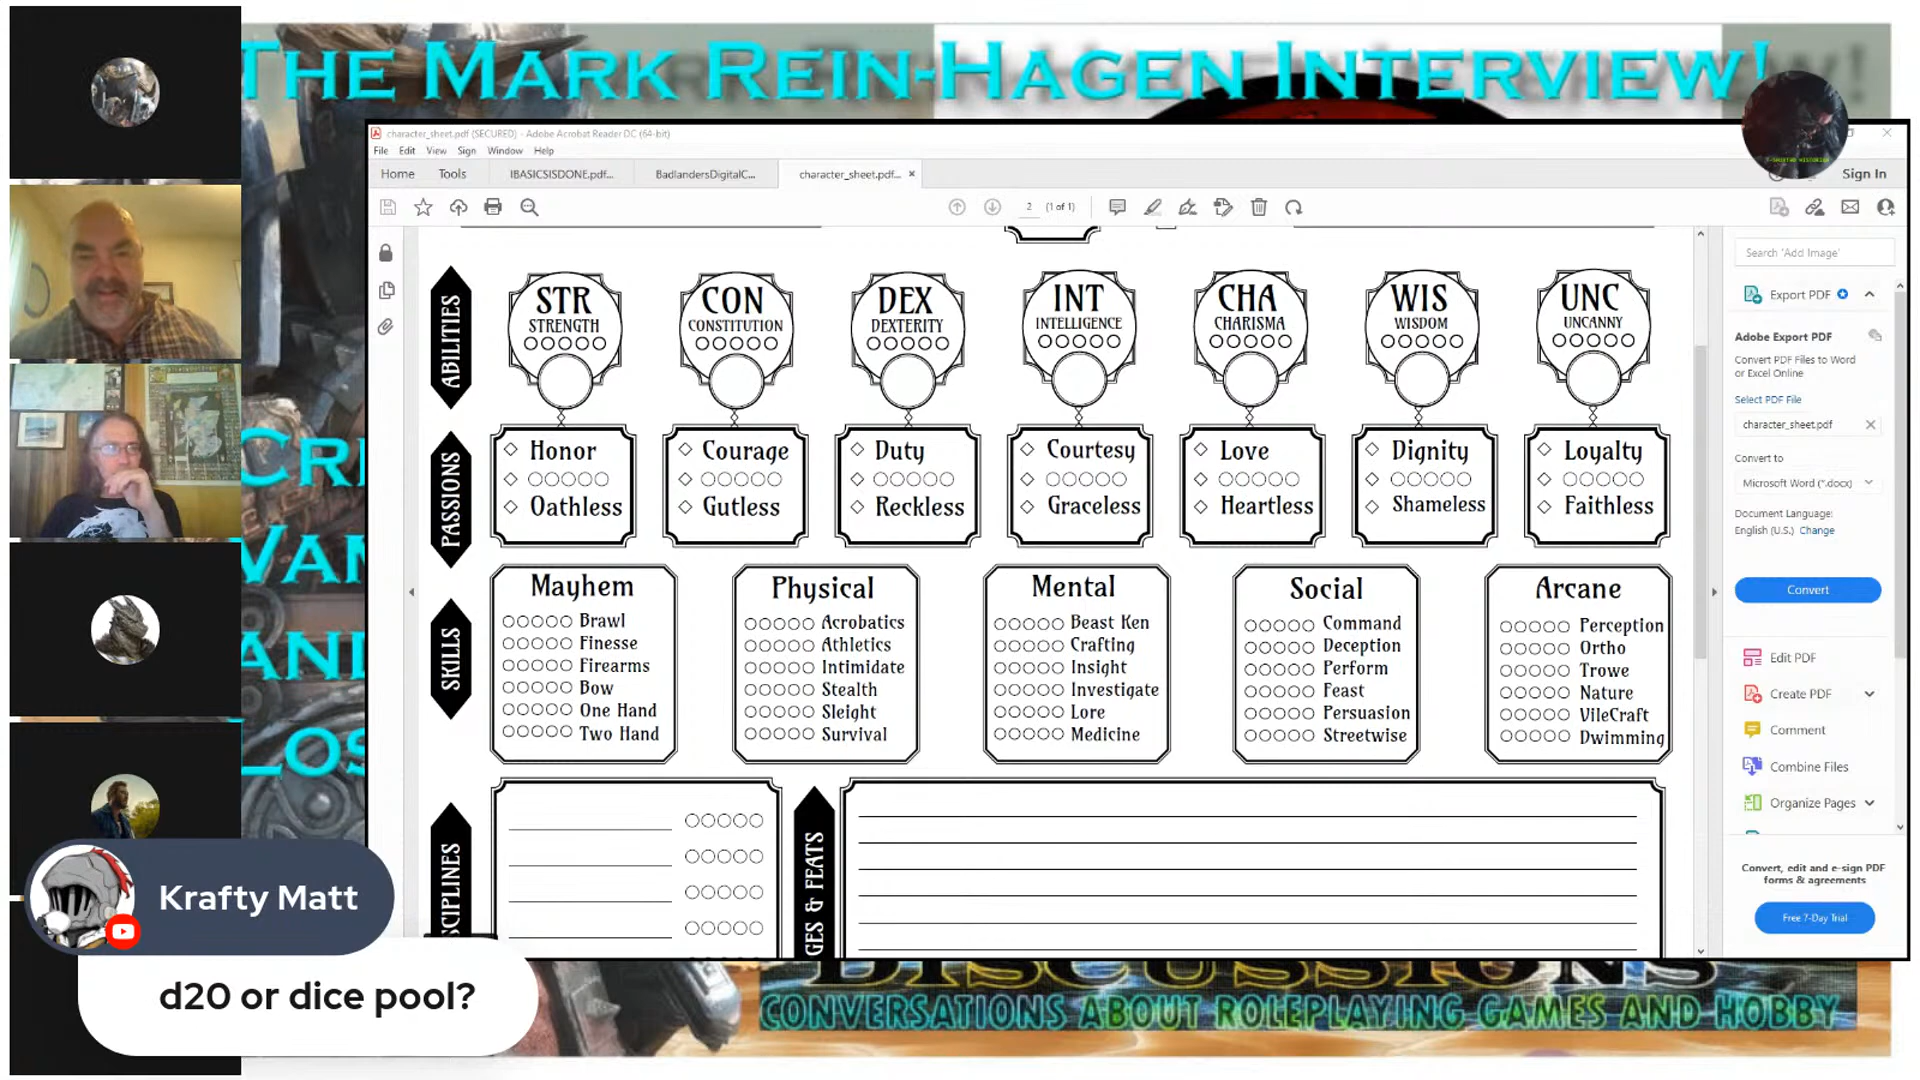 THE MARK REIN-HAGEN INTERVIEW!
character_sheet.pdf (SECURED) - Adobe Acrobat Reader DC (64-bit)
File Edit View Sign Window Help
Home Tools IBASICSISDONE.pdf... BadlandersDigitalC... character_sheet.pdf... × Sign In
2 (1 of 1)
ABILITIES
STR CON DEX INT CHA WIS UNC
STRENGTH CONSTITUTION DEXTERITY INTELLIGENCE CHARISMA WISDOM UNCANNY
PASSIONS
Honor Courage Duty Courtesy Love Dignity Loyalty
Oathless Gutless Reckless Graceless Heartless Shameless Faithless
SKILLS
Mayhem
Brawl
Finesse
Firearms
Bow
One Hand
Two Hand
Physical
Acrobatics
Athletics
Intimidate
Stealth
Sleight
Survival
Mental
Beast Ken
Crafting
Insight
Investigate
Lore
Medicine
Social
Command
Deception
Perform
Feast
Persuasion
Streetwise
Arcane
Perception
Ortho
Trowe
Nature
VileCraft
Dwimming
SCIPLINES
GES & FEATS
Search 'Add Image'
Export PDF
Adobe Export PDF
Convert PDF Files to Word
or Excel Online
Select PDF File
character_sheet.pdf
Convert to
Microsoft Word (*.docx)
Document Language:
English (U.S.) Change
Convert
Edit PDF
Create PDF
Comment
Combine Files
Organize Pages
Convert, edit and e-sign PDF
forms & agreements
Free 7-Day Trial
CRE
VAM
AND
LOS
Krafty Matt
d20 or dice pool?
DISCUSSIONS
CONVERSATIONS ABOUT ROLEPLAYING GAMES AND HOBBY